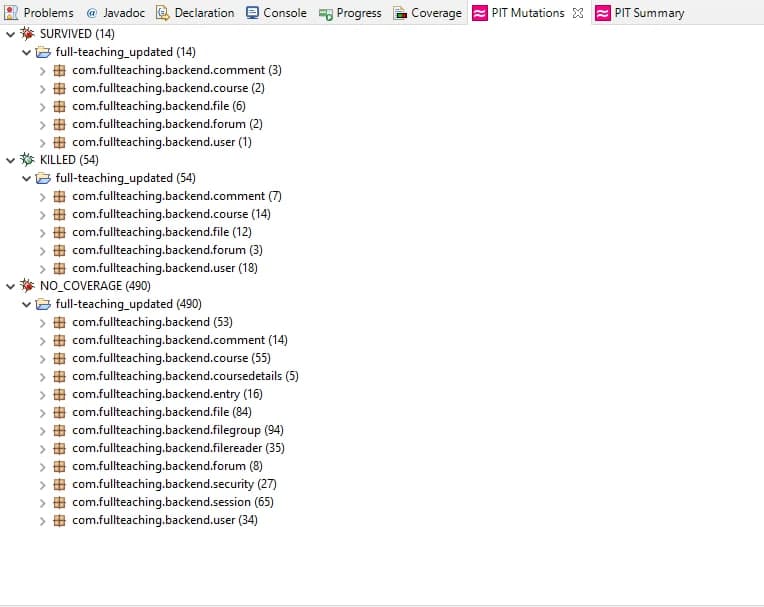 Problems @ Javadoc Declaration Console Progress Coverage PIT Mutations PIT Summary
SURVIVED (14)
full-teaching_updated (14)
com.fullteaching.backend.comment (3)
com.fullteaching.backend.course (2)
com.fullteaching.backend.file (6)
com.fullteaching.backend.forum (2)
com.fullteaching.backend.user (1)
KILLED (54)
full-teaching_updated (54)
com.fullteaching.backend.comment (7)
com.fullteaching.backend.course (14)
com.fullteaching.backend.file (12)
com.fullteaching.backend.forum (3)
com.fullteaching.backend.user (18)
NO_COVERAGE (490)
full-teaching_updated (490)
com.fullteaching.backend (53)
com.fullteaching.backend.comment (14)
com.fullteaching.backend.course (55)
com.fullteaching.backend.coursedetails (5)
com.fullteaching.backend.entry (16)
com.fullteaching.backend.file (84)
com.fullteaching.backend.filegroup (94)
com.fullteaching.backend.filereader (35)
com.fullteaching.backend.forum (8)
com.fullteaching.backend.security (27)
com.fullteaching.backend.session (65)
com.fullteaching.backend.user (34)